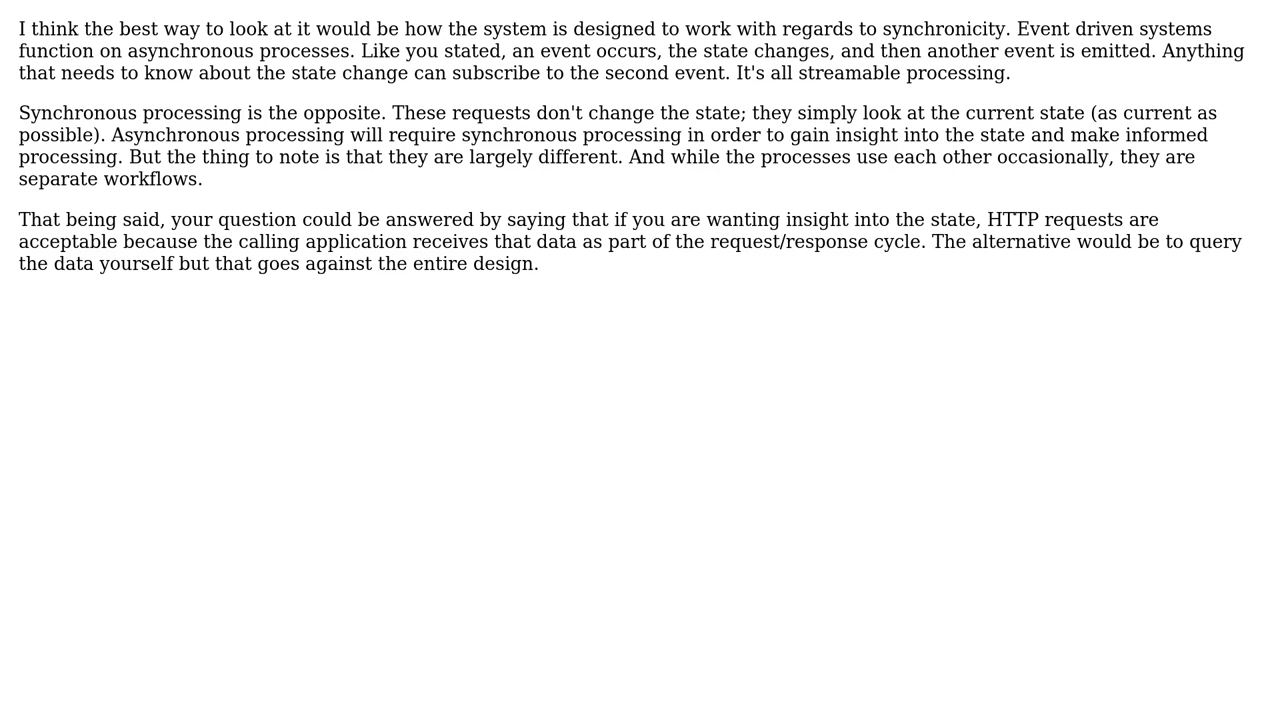 I think the best way to look at it would be how the system is designed to work with regards to synchronicity. Event driven systems
function on asynchronous processes. Like you stated, an event occurs, the state changes, and then another event is emitted. Anything
that needs to know about the state change can subscribe to the second event. It's all streamable processing.
Synchronous processing is the opposite. These requests don't change the state; they simply look at the current state (as current as
possible). Asynchronous processing will require synchronous processing in order to gain insight into the state and make informed
processing. But the thing to note is that they are largely different. And while the processes use each other occasionally, they are
separate workflows.
That being said, your question could be answered by saying that if you are wanting insight into the state, HTTP requests are
acceptable because the calling application receives that data as part of the request/response cycle. The alternative would be to query
the data yourself but that goes against the entire design.